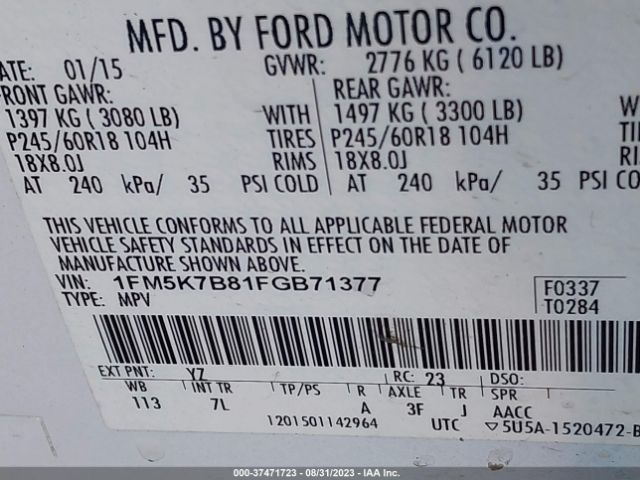 MFD. BY FORD MOTOR CO.
DATE: 01/15 GVWR: 2776 KG ( 6120 LB)
FRONT GAWR: REAR GAWR:
1397 KG ( 3080 LB) WITH 1497 KG ( 3300 LB)
P245/60R18 104H TIRES P245/60R18 104H
18X8.0J RIMS 18X8.0J
AT 240 kPa/ 35 PSI COLD AT 240 kPa/ 35 PSI CO
THIS VEHICLE CONFORMS TO ALL APPLICABLE FEDERAL MOTOR
VEHICLE SAFETY STANDARDS IN EFFECT ON THE DATE OF
MANUFACTURE SHOWN ABOVE.
VIN: 1FM5K7B81FGB71377 F0337
TYPE: MPV T0284
EXT PNT: YZ RC: 23 DSO:
WB INT TR TP/PS R AXLE TR SPR
113 7L A 3F J AACC
1201501142964 UTC ▽5U5A-1520472-B
000-37471723 - 08/31/2023 - IAA Inc.